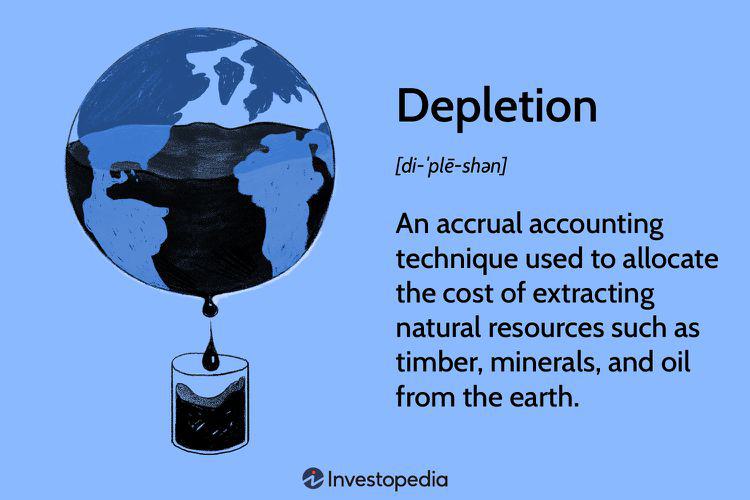 Depletion
[di-ˈplē-shən]
An accrual accounting
technique used to allocate
the cost of extracting
natural resources such as
timber, minerals, and oil
from the earth.
Investopedia